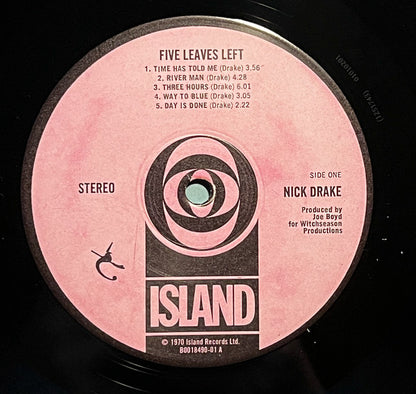 FIVE LEAVES LEFT
1. TIME HAS TOLD ME (Drake) 3.56
2. RIVER MAN (Drake) 4.28
3. THREE HOURS (Drake) 6.01
4. WAY TO BLUE (Drake) 3.05
5. DAY IS DONE (Drake) 2.22
STEREO
SIDE ONE
NICK DRAKE
Produced by
Joe Boyd
for Witchseason
Productions
ISLAND
© 1970 Island Records Ltd.
B0018490-01 A